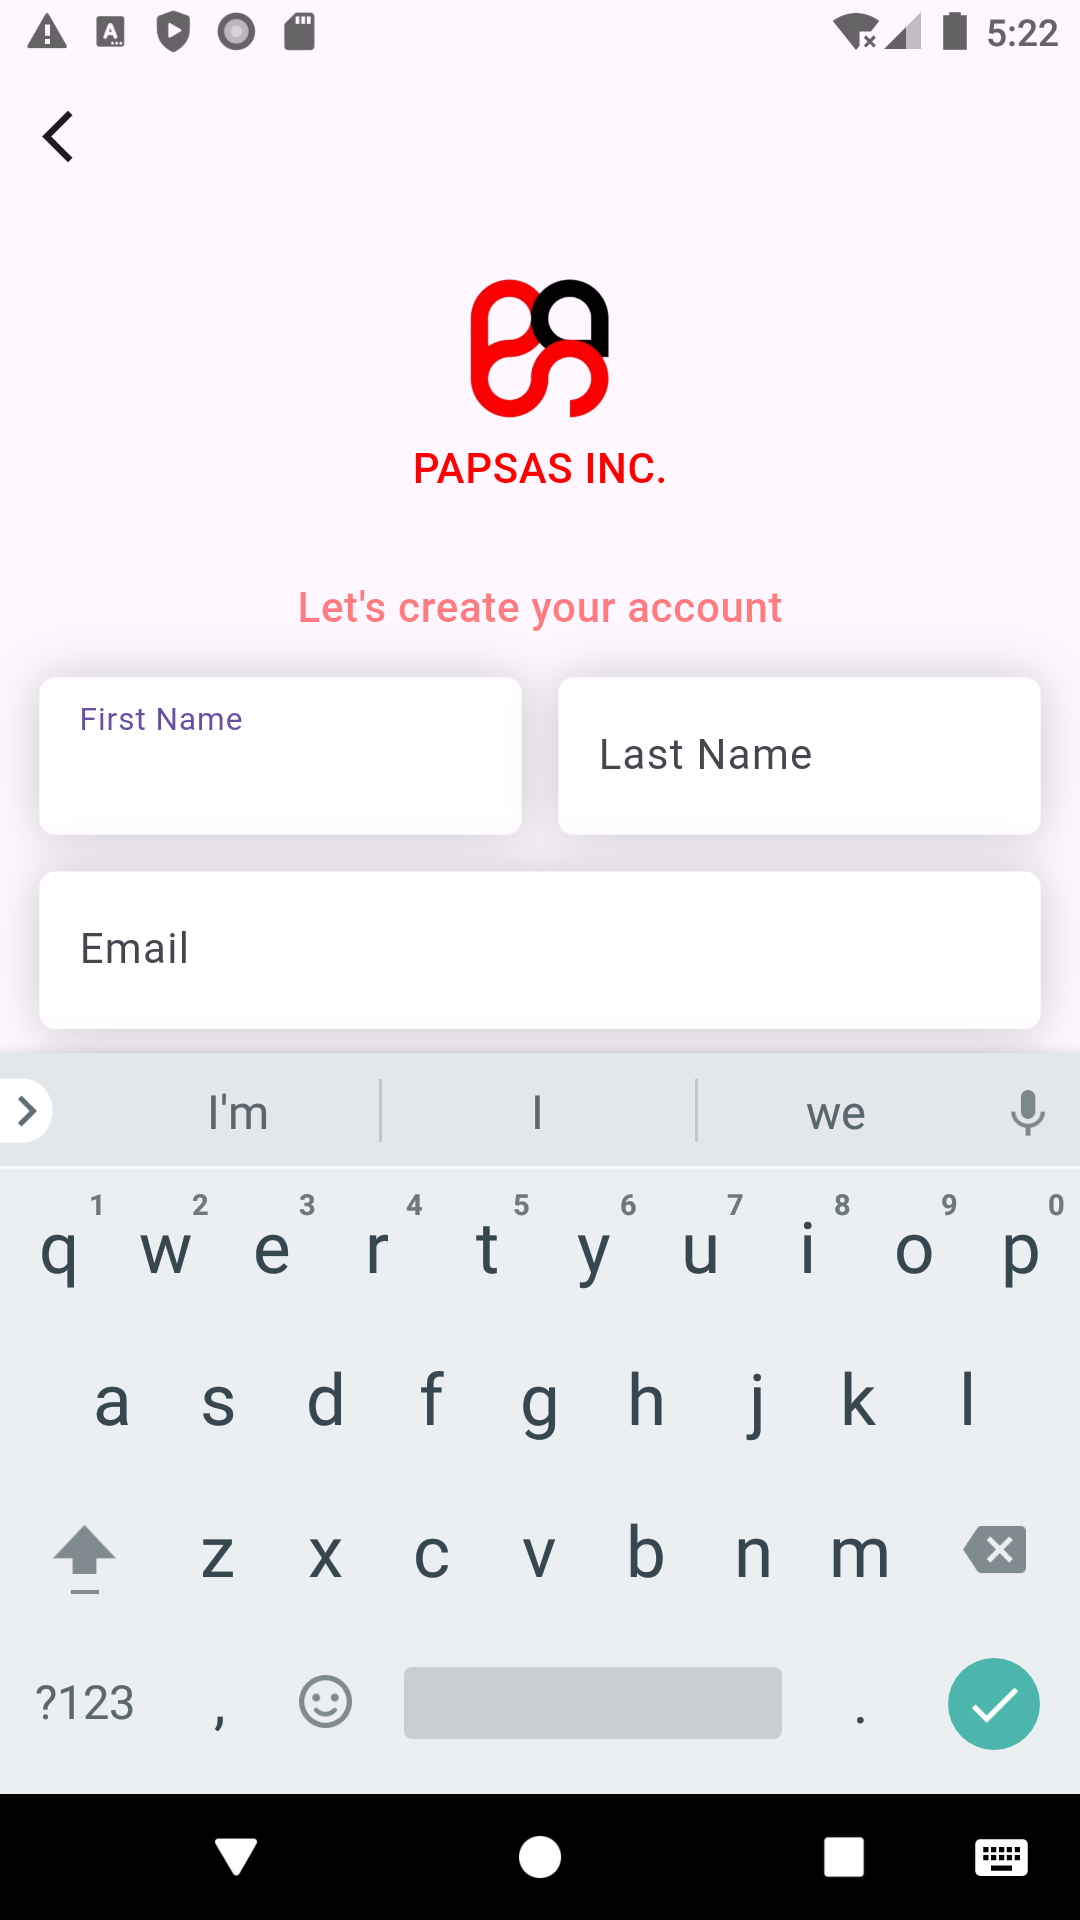 5:22
PAPSAS INC.
Let's create your account
First Name
Last Name
Email
I'm I we
1 2 3 4 5 6 7 8 9 0
q w e r t y u i o p
a s d f g h j k l
z x c v b n m
?123 , .